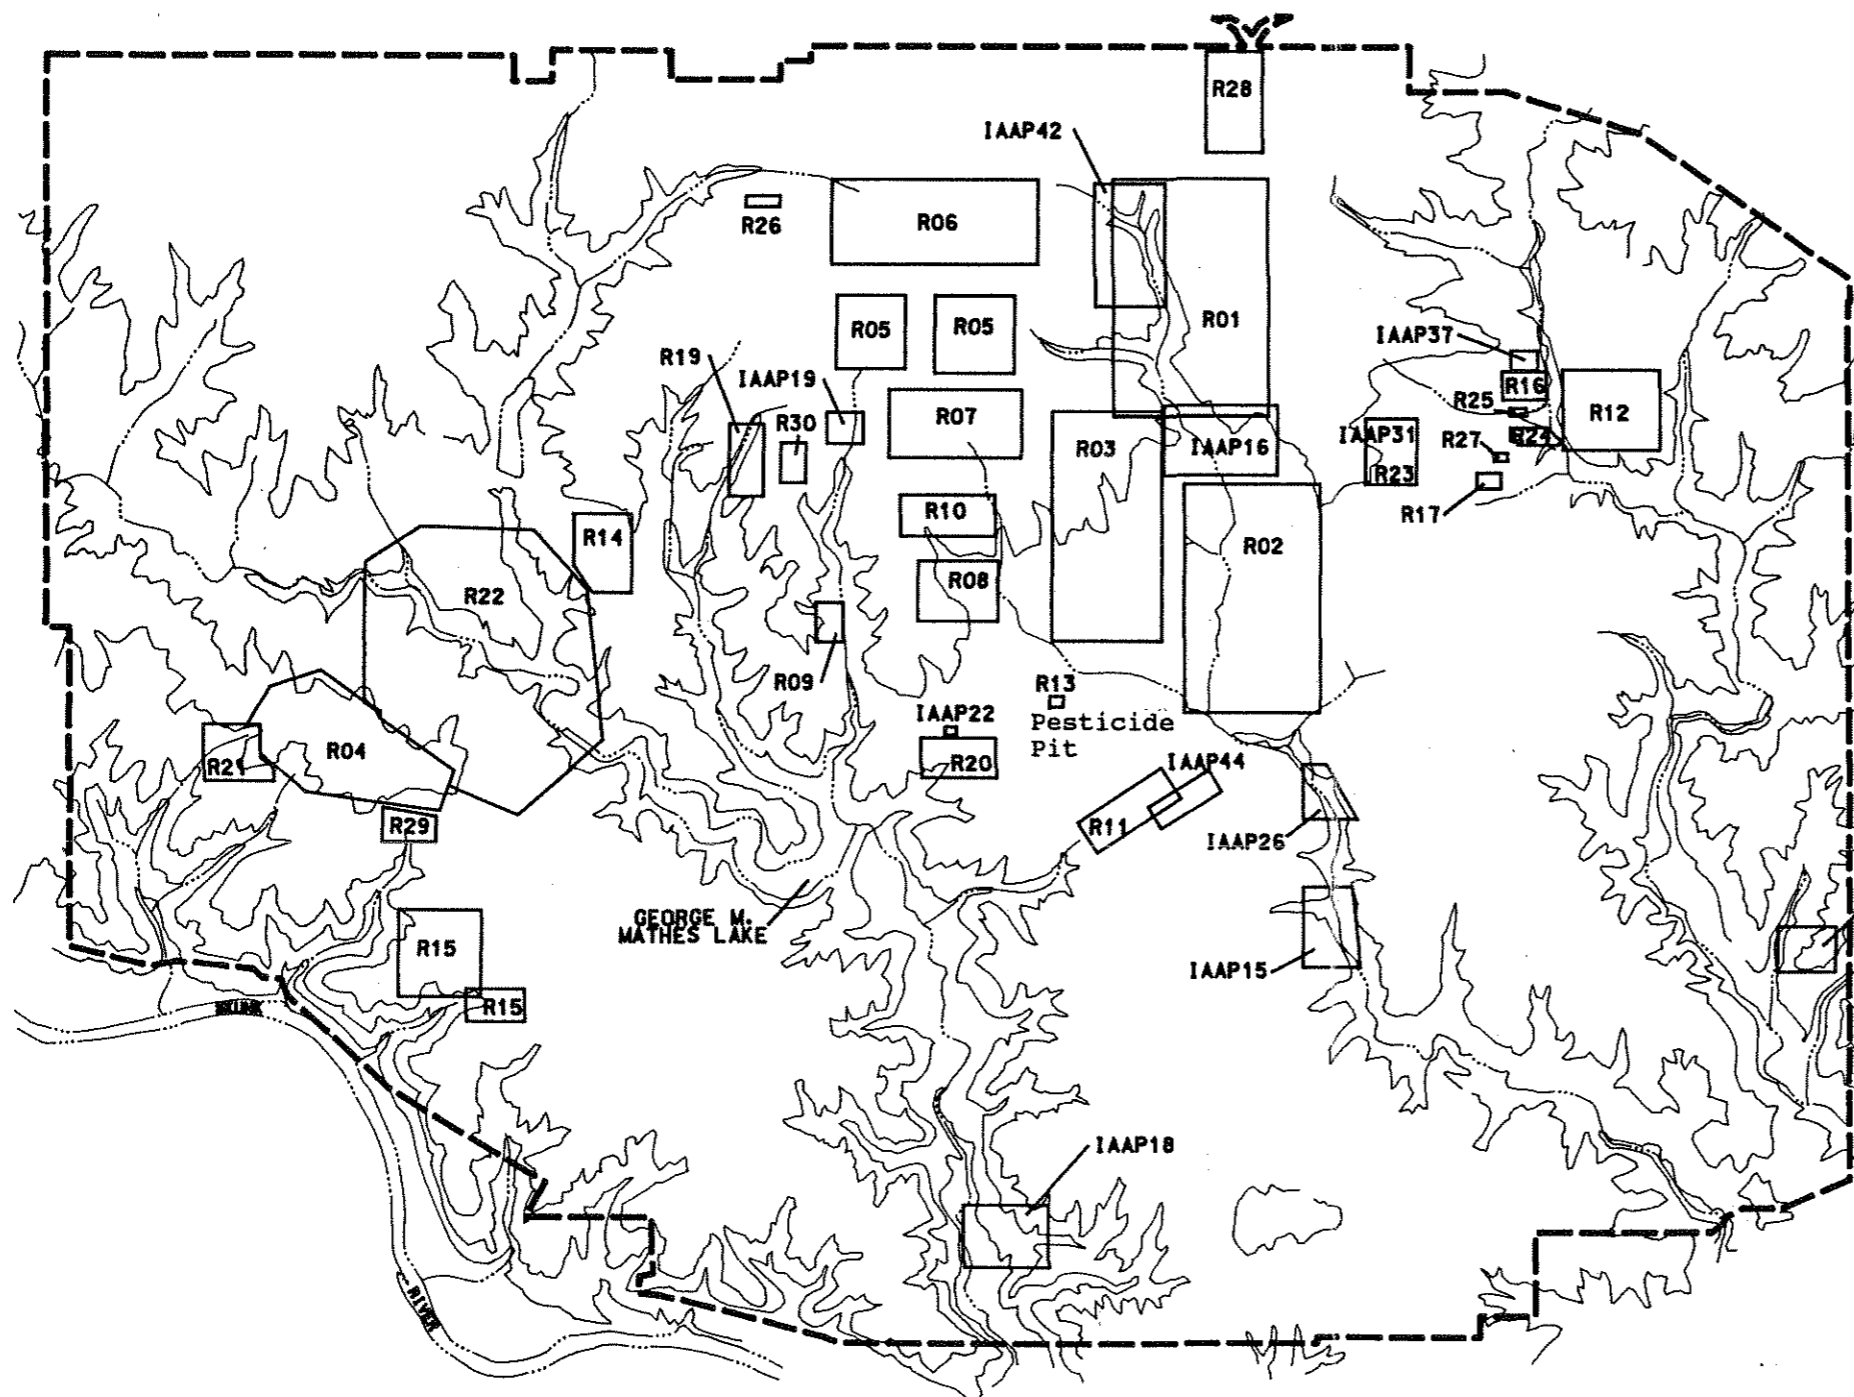 R28
IAAP42
R26
R06
R05
R05
R01
IAAP37
R19
IAAP19
R16
R25
R30
R07
R12
R03
IAAP16
IAAP31
R27
R24
R23
R17
R10
R14
R02
R08
R22
R09
R13
Pesticide
Pit
IAAP22
R04
R21
R20
IAAP44
R29
R11
IAAP26
GEORGE M.
MATHES LAKE
R15
IAAP15
R15
SKUNK
RIVER
IAAP18